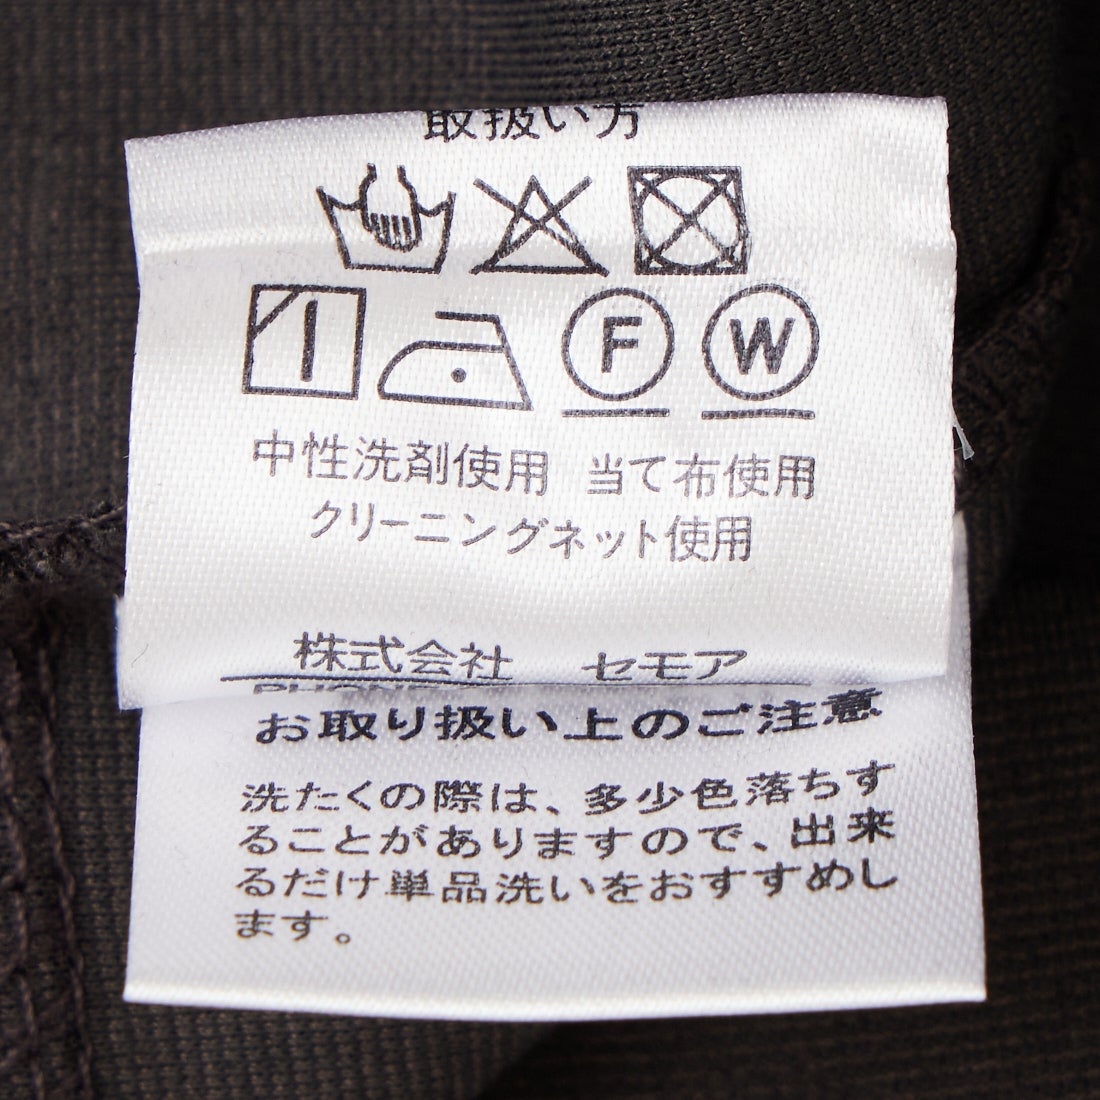 取扱い方
F W
中性洗剤使用 当て布使用
クリーニングネット使用
株式会社 セモア
お取り扱い上のご注意
洗たくの際は、多少色落ちす
ることがありますので、出来
るだけ単品洗いをおすすめし
ます。